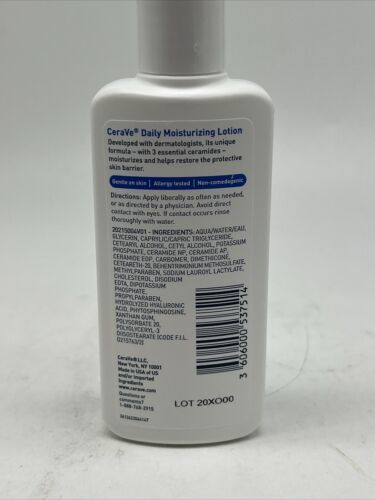 CeraVe® Daily Moisturizing Lotion
Developed with dermatologists, its unique
formula – with 3 essential ceramides –
moisturizes and helps restore the protective
skin barrier.
Gentle on skin | Allergy tested | Non-comedogenic
Directions: Apply liberally as often as needed,
or as directed by a physician. Avoid direct
contact with eyes. If contact occurs rinse
thoroughly with water.
20215004V01 - INGREDIENTS: AQUA/WATER/EAU,
GLYCERIN, CAPRYLIC/CAPRIC TRIGLYCERIDE,
CETEARYL ALCOHOL, CETYL ALCOHOL, POTASSIUM
PHOSPHATE, CERAMIDE NP, CERAMIDE AP,
CERAMIDE EOP, CARBOMER, DIMETHICONE,
CETEARETH-20, BEHENTRIMONIUM METHOSULFATE,
METHYLPARABEN, SODIUM LAUROYL LACTYLATE,
CHOLESTEROL, DISODIUM
EDTA, DIPOTASSIUM
PHOSPHATE,
PROPYLPARABEN,
HYDROLYZED HYALURONIC
ACID, PHYTOSPHINGOSINE,
XANTHAN GUM,
POLYSORBATE 20,
POLYGLYCERYL-3
DIISOSTEARATE (CODE F.I.L.
D215763/2)
CeraVe® LLC,
New York, NY 10001
Made in USA of US
and/or imported
ingredients
www.cerave.com
Questions or
comments?
1-888-768-2915
3 606000 537514
LOT 20XO00